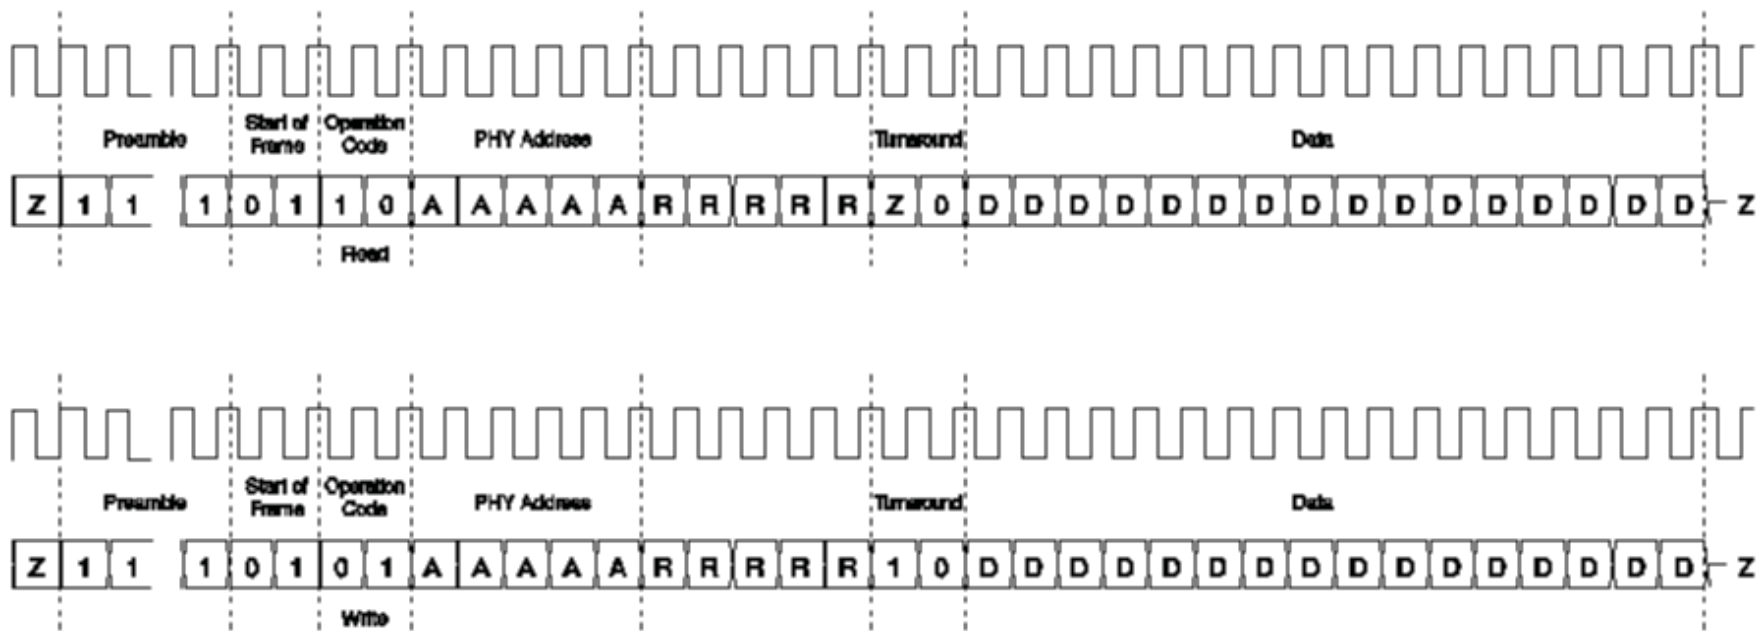 Preamble Start of Frame Operation Code PHY Address Turnaround Data
Z 1 1 1 0 1 1 0 A A A A A R R R R R Z 0 D D D D D D D D D D D D D D D D Z
Read
Preamble Start of Frame Operation Code PHY Address Turnaround Data
Z 1 1 1 0 1 0 1 A A A A A R R R R R 1 0 D D D D D D D D D D D D D D D D Z
Write